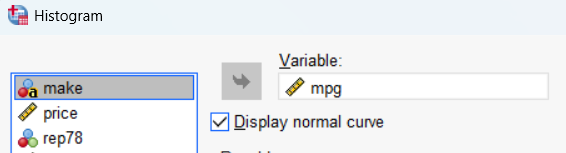 Histogram
Variable:
mpg
make
price
rep78
Display normal curve